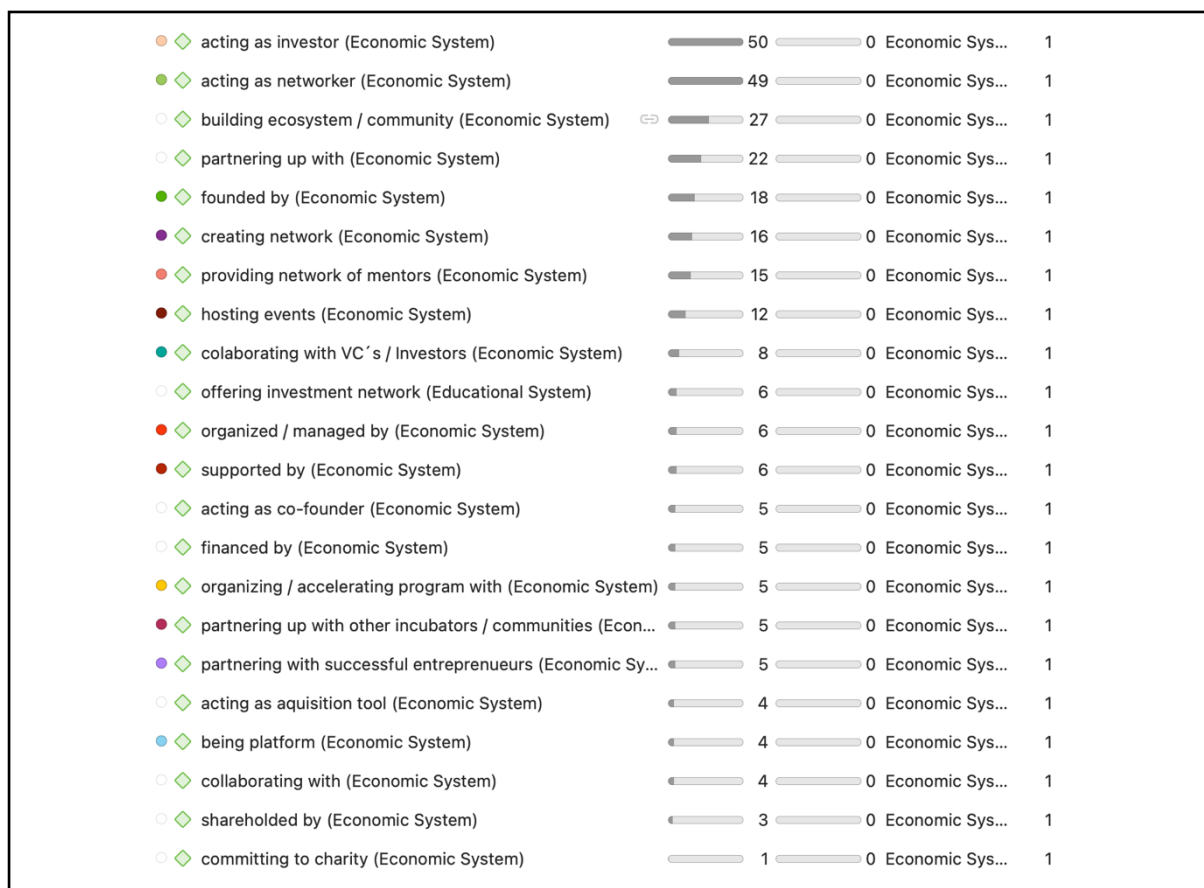 acting as investor (Economic System) 50 0 Economic Sys... 1
acting as networker (Economic System) 49 0 Economic Sys... 1
building ecosystem / community (Economic System) 27 0 Economic Sys... 1
partnering up with (Economic System) 22 0 Economic Sys... 1
founded by (Economic System) 18 0 Economic Sys... 1
creating network (Economic System) 16 0 Economic Sys... 1
providing network of mentors (Economic System) 15 0 Economic Sys... 1
hosting events (Economic System) 12 0 Economic Sys... 1
colaborating with VC´s / Investors (Economic System) 8 0 Economic Sys... 1
offering investment network (Educational System) 6 0 Economic Sys... 1
organized / managed by (Economic System) 6 0 Economic Sys... 1
supported by (Economic System) 6 0 Economic Sys... 1
acting as co-founder (Economic System) 5 0 Economic Sys... 1
financed by (Economic System) 5 0 Economic Sys... 1
organizing / accelerating program with (Economic System) 5 0 Economic Sys... 1
partnering up with other incubators / communities (Econ... 5 0 Economic Sys... 1
partnering with successful entreprenueurs (Economic Sy... 5 0 Economic Sys... 1
acting as aquisition tool (Economic System) 4 0 Economic Sys... 1
being platform (Economic System) 4 0 Economic Sys... 1
collaborating with (Economic System) 4 0 Economic Sys... 1
shareholded by (Economic System) 3 0 Economic Sys... 1
committing to charity (Economic System) 1 0 Economic Sys... 1